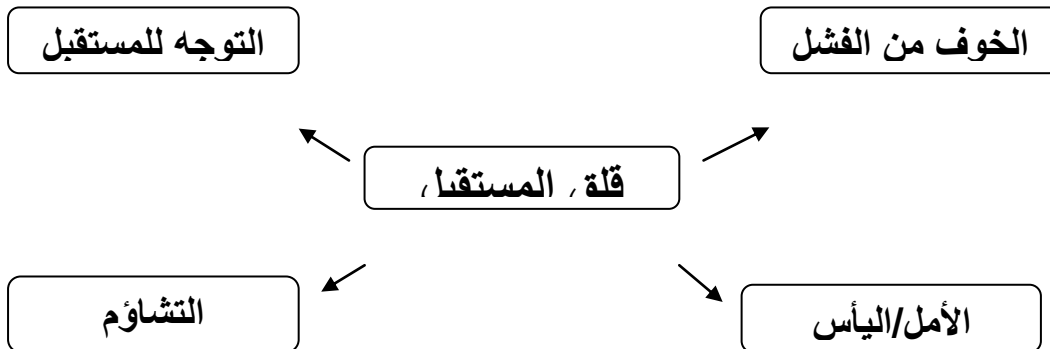 الخوف من الفشل
التوجه للمستقبل
قلق المستقبل
الأمل/اليأس
التشاؤم